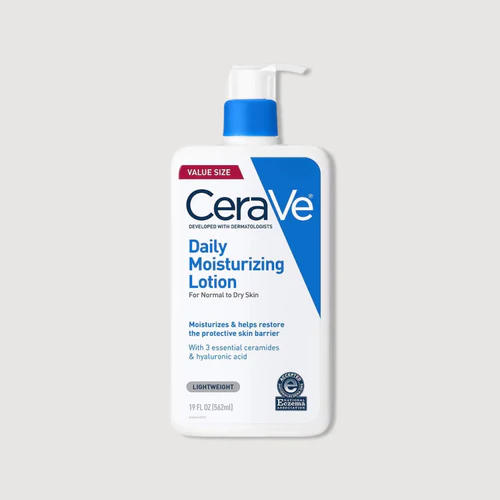 VALUE SIZE
CeraVe®
DEVELOPED WITH DERMATOLOGISTS
Daily
Moisturizing
Lotion
For Normal to Dry Skin
Moisturizes & helps restore
the protective skin barrier
With 3 essential ceramides
& hyaluronic acid
LIGHTWEIGHT
19 FL OZ (562ml)
ACCEPTED
e
NATIONAL
Eczema
ASSOCIATION